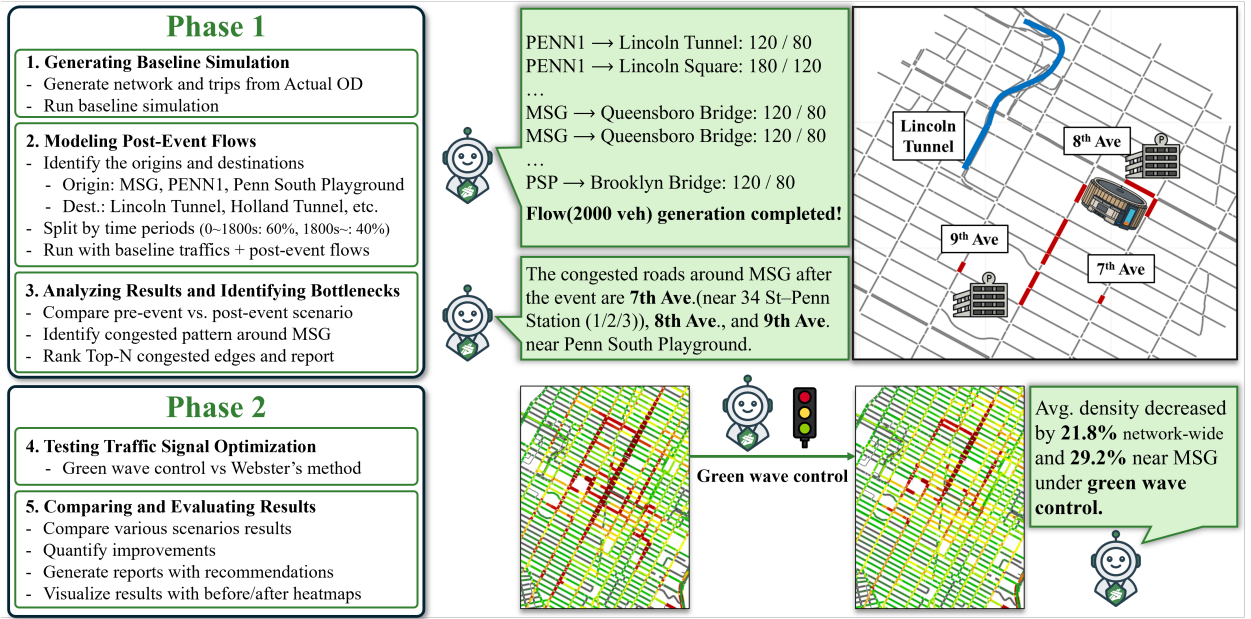 Phase 1
1. Generating Baseline Simulation
- Generate network and trips from Actual OD
- Run baseline simulation
2. Modeling Post-Event Flows
- Identify the origins and destinations
- Origin: MSG, PENN1, Penn South Playground
- Dest.: Lincoln Tunnel, Holland Tunnel, etc.
- Split by time periods (0~1800s: 60%, 1800s~: 40%)
- Run with baseline traffics + post-event flows
3. Analyzing Results and Identifying Bottlenecks
- Compare pre-event vs. post-event scenario
- Identify congested pattern around MSG
- Rank Top-N congested edges and report
Phase 2
4. Testing Traffic Signal Optimization
- Green wave control vs Webster's method
5. Comparing and Evaluating Results
- Compare various scenarios results
- Quantify improvements
- Generate reports with recommendations
- Visualize results with before/after heatmaps
PENN1 → Lincoln Tunnel: 120 / 80
PENN1 → Lincoln Square: 180 / 120
…
MSG → Queensboro Bridge: 120 / 80
MSG → Queensboro Bridge: 120 / 80
…
PSP → Brooklyn Bridge: 120 / 80
Flow(2000 veh) generation completed!
The congested roads around MSG after
the event are 7th Ave.(near 34 St–Penn
Station (1/2/3)), 8th Ave., and 9th Ave.
near Penn South Playground.
Lincoln
Tunnel
8th Ave
P
9th Ave
7th Ave
P
Green wave control
Avg. density decreased
by 21.8% network-wide
and 29.2% near MSG
under green wave
control.